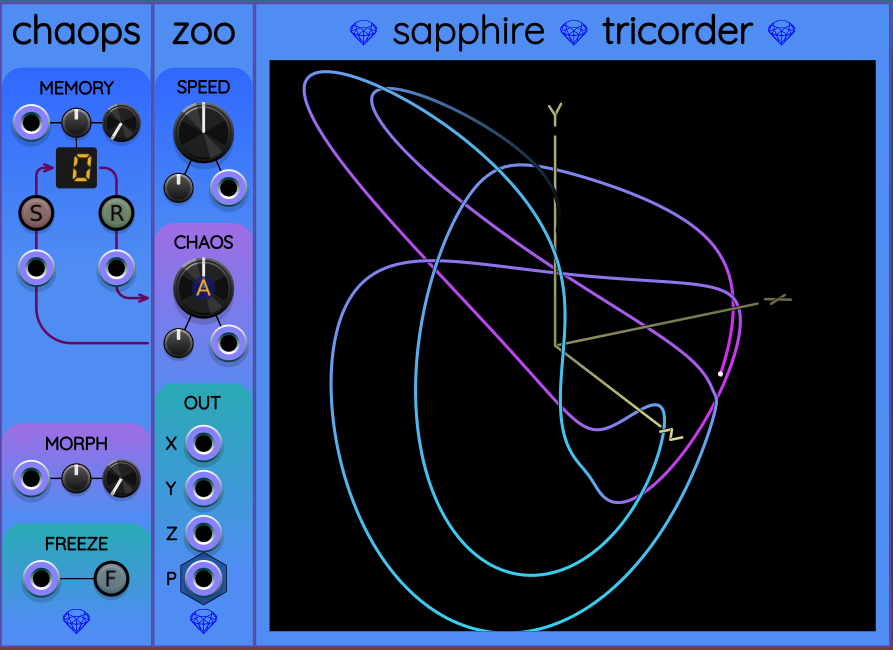 chaops
MEMORY
0
S
R
MORPH
FREEZE
F
zoo
SPEED
CHAOS
A
OUT
X
Y
Z
P
sapphire tricorder
Y
X
Z